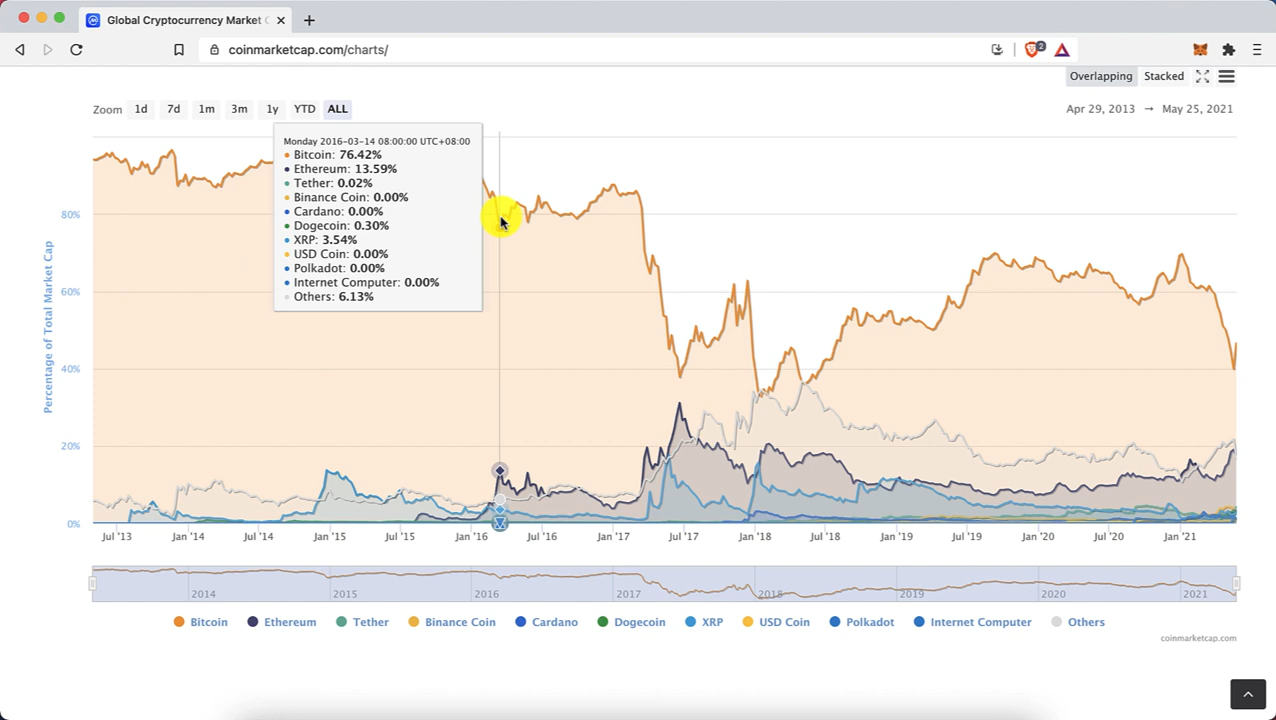 Global Cryptocurrency Market C
coinmarketcap.com/charts/
2
Overlapping Stacked
Zoom 1d 7d 1m 3m 1y YTD ALL
Apr 29, 2013 → May 25, 2021
Monday 2016-03-14 08:00:00 UTC+08:00
Bitcoin: 76.42%
Ethereum: 13.59%
Tether: 0.02%
Binance Coin: 0.00%
Cardano: 0.00%
Dogecoin: 0.30%
XRP: 3.54%
USD Coin: 0.00%
Polkadot: 0.00%
Internet Computer: 0.00%
Others: 6.13%
Percentage of Total Market Cap
80%
60%
40%
20%
0%
Jul '13 Jan '14 Jul '14 Jan '15 Jul '15 Jan '16 Jul '16 Jan '17 Jul '17 Jan '18 Jul '18 Jan '19 Jul '19 Jan '20 Jul '20 Jan '21
2014 2015 2016 2017 2018 2019 2020 2021
Bitcoin Ethereum Tether Binance Coin Cardano Dogecoin XRP USD Coin Polkadot Internet Computer Others
coinmarketcap.com